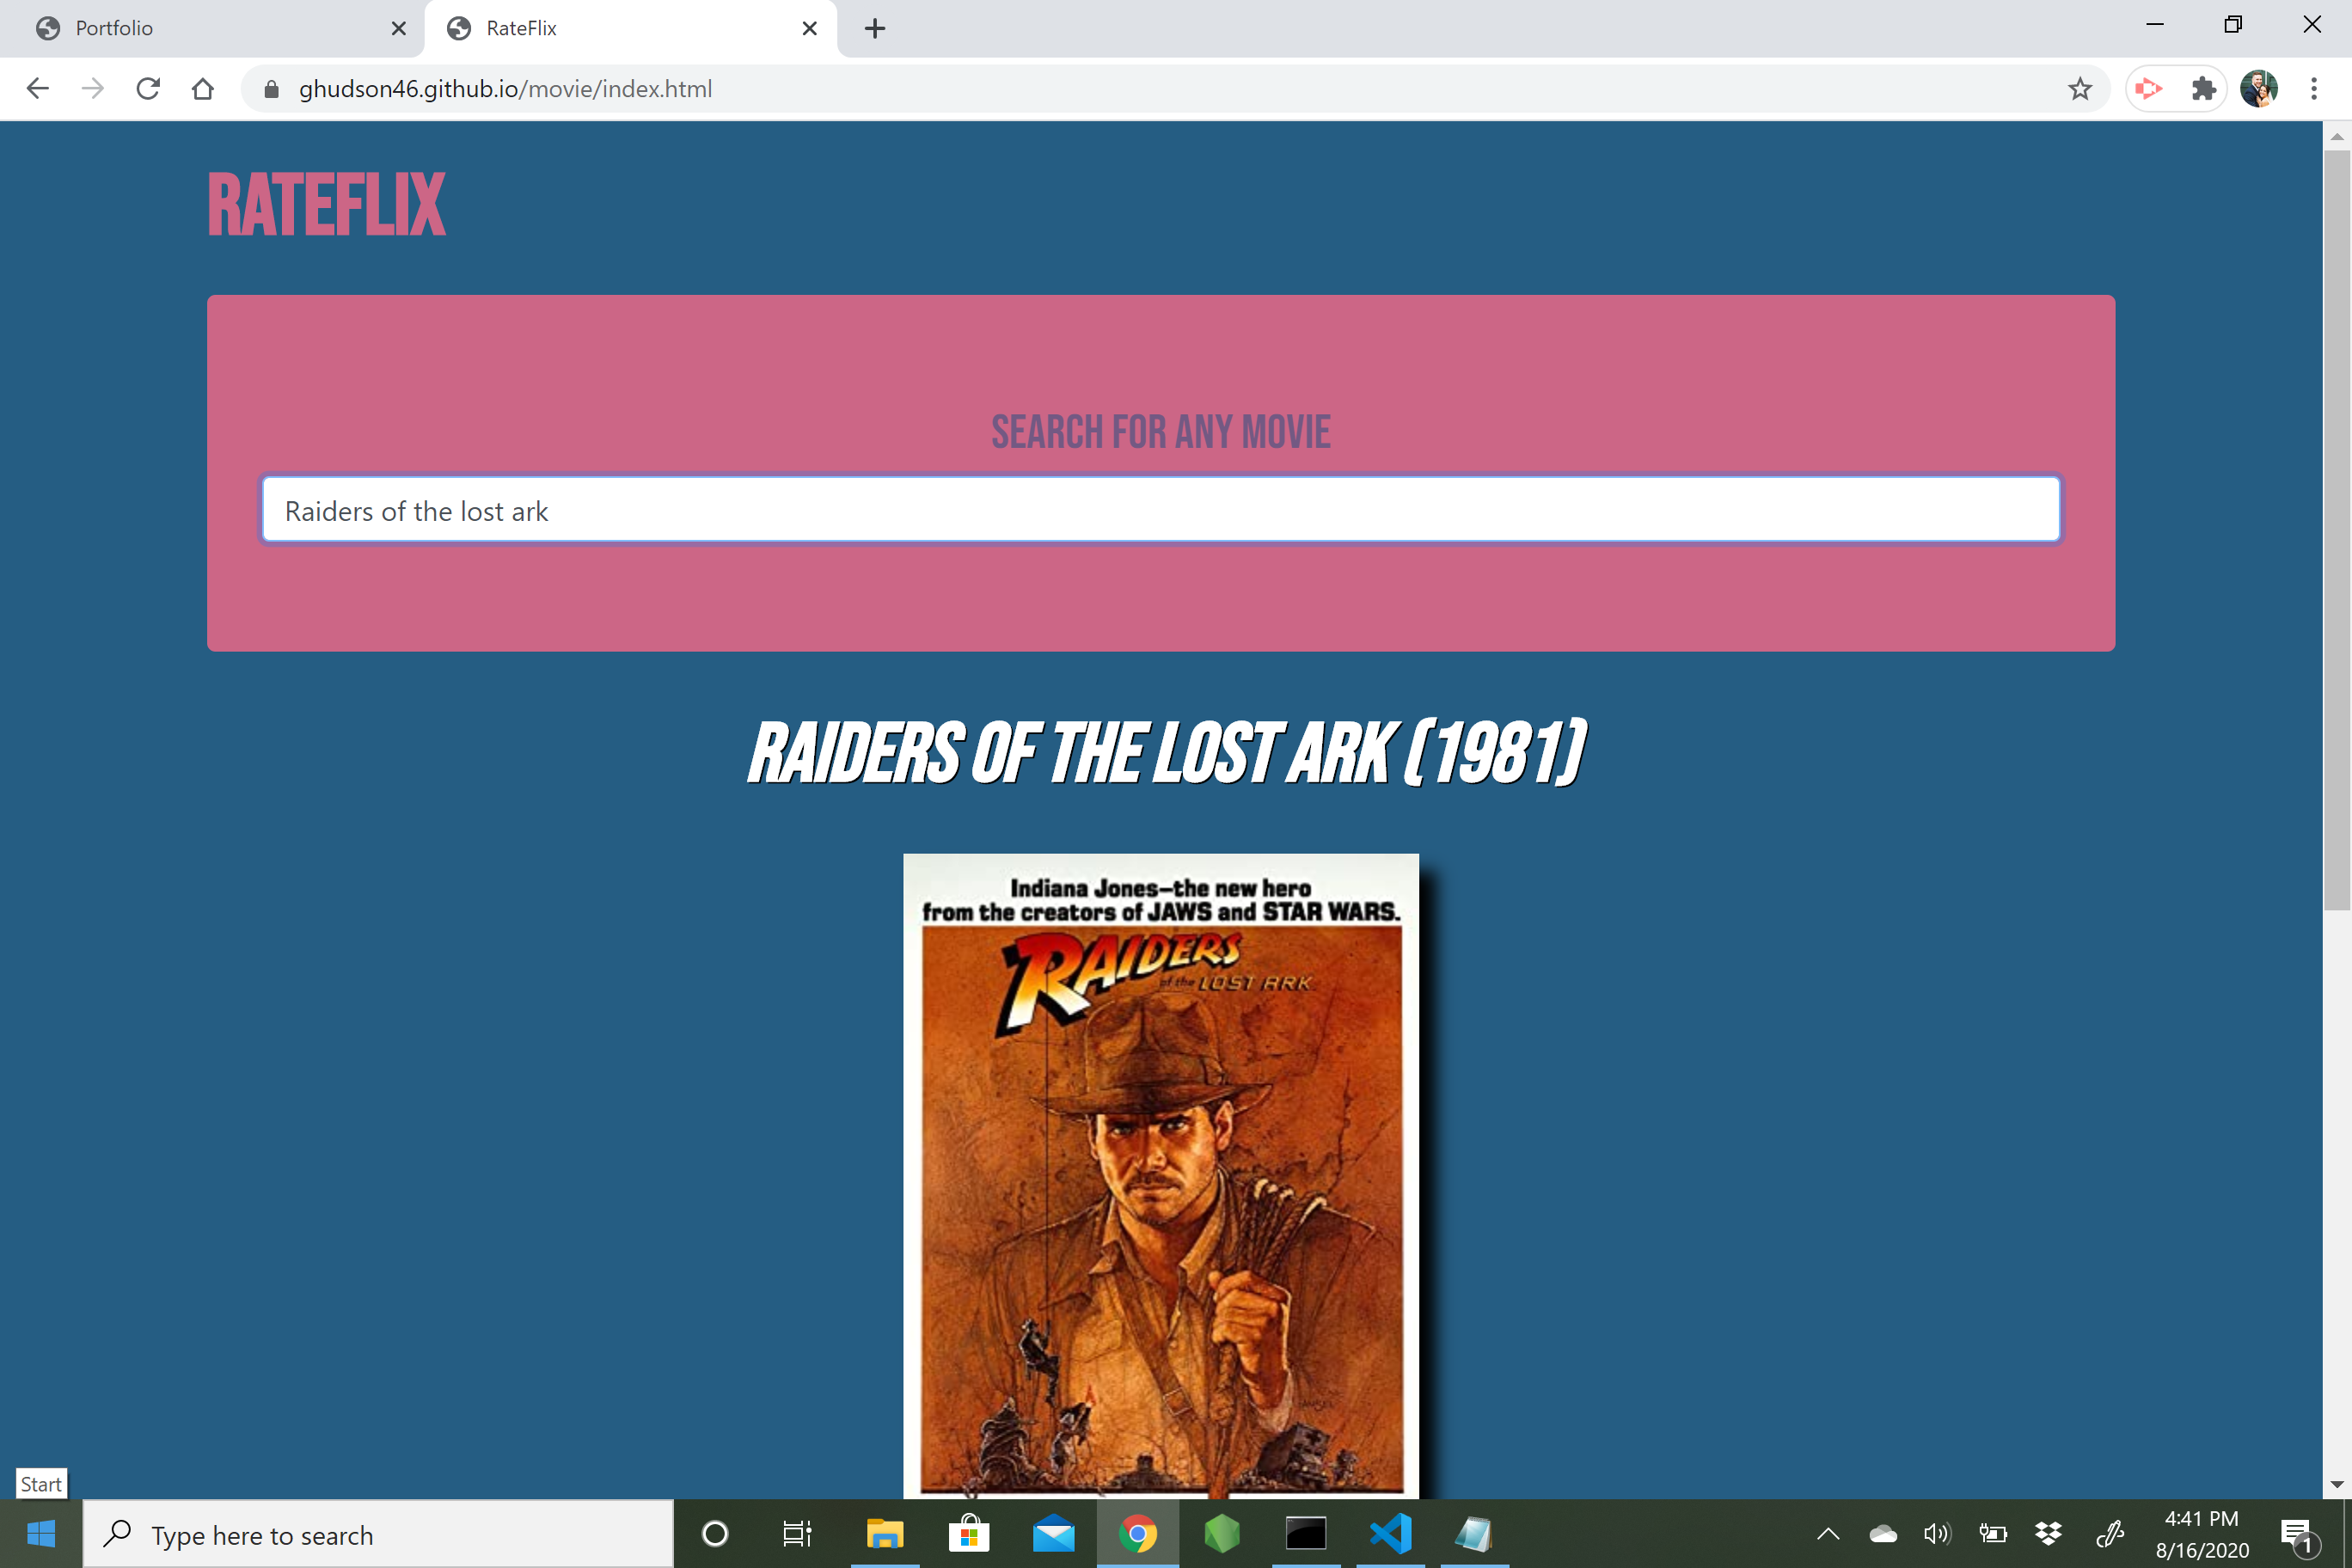 Portfolio
RateFlix
ghudson46.github.io/movie/index.html
RATEFLIX
SEARCH FOR ANY MOVIE
Raiders of the lost ark
RAIDERS OF THE LOST ARK (1981)
Indiana Jones—the new hero
from the creators of JAWS and STAR WARS.
RAIDERS
of the LOST ARK
Start
Type here to search
4:41 PM
8/16/2020
1